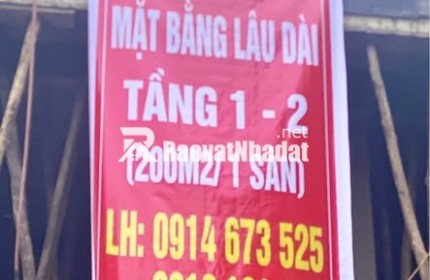 MẶT BẰNG LÂU DÀI
TẦNG 1 - 2
.net
Raovatnhadat
(200M2/ 1 SÀN)
LH: 0914 673 525